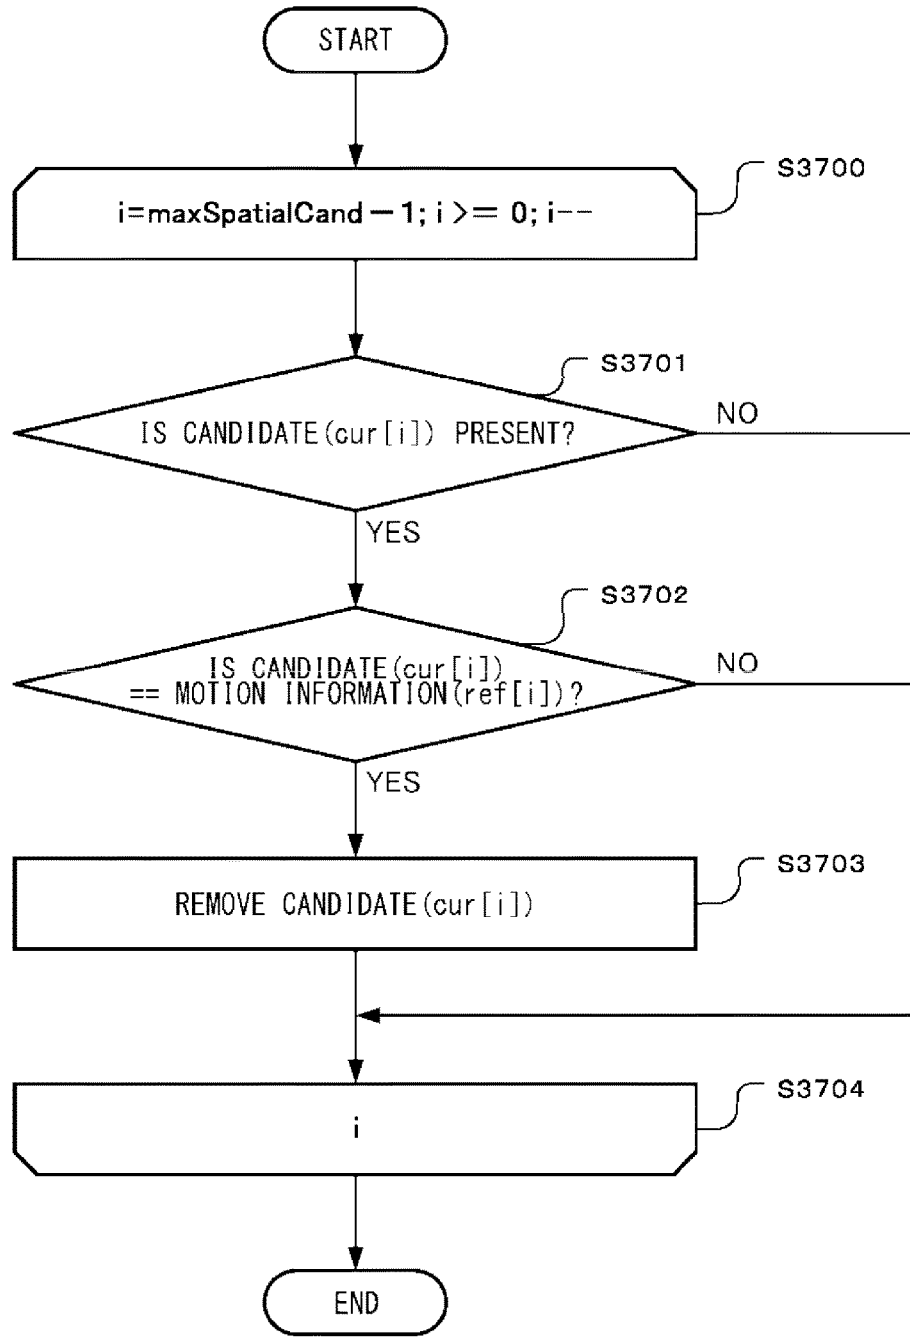 START
S3700
i=maxSpatialCand-1; i >= 0; i--
S3701
IS CANDIDATE(cur[i]) PRESENT?
NO
YES
S3702
IS CANDIDATE(cur[i])
== MOTION INFORMATION(ref[i])?
NO
YES
S3703
REMOVE CANDIDATE(cur[i])
S3704
i
END